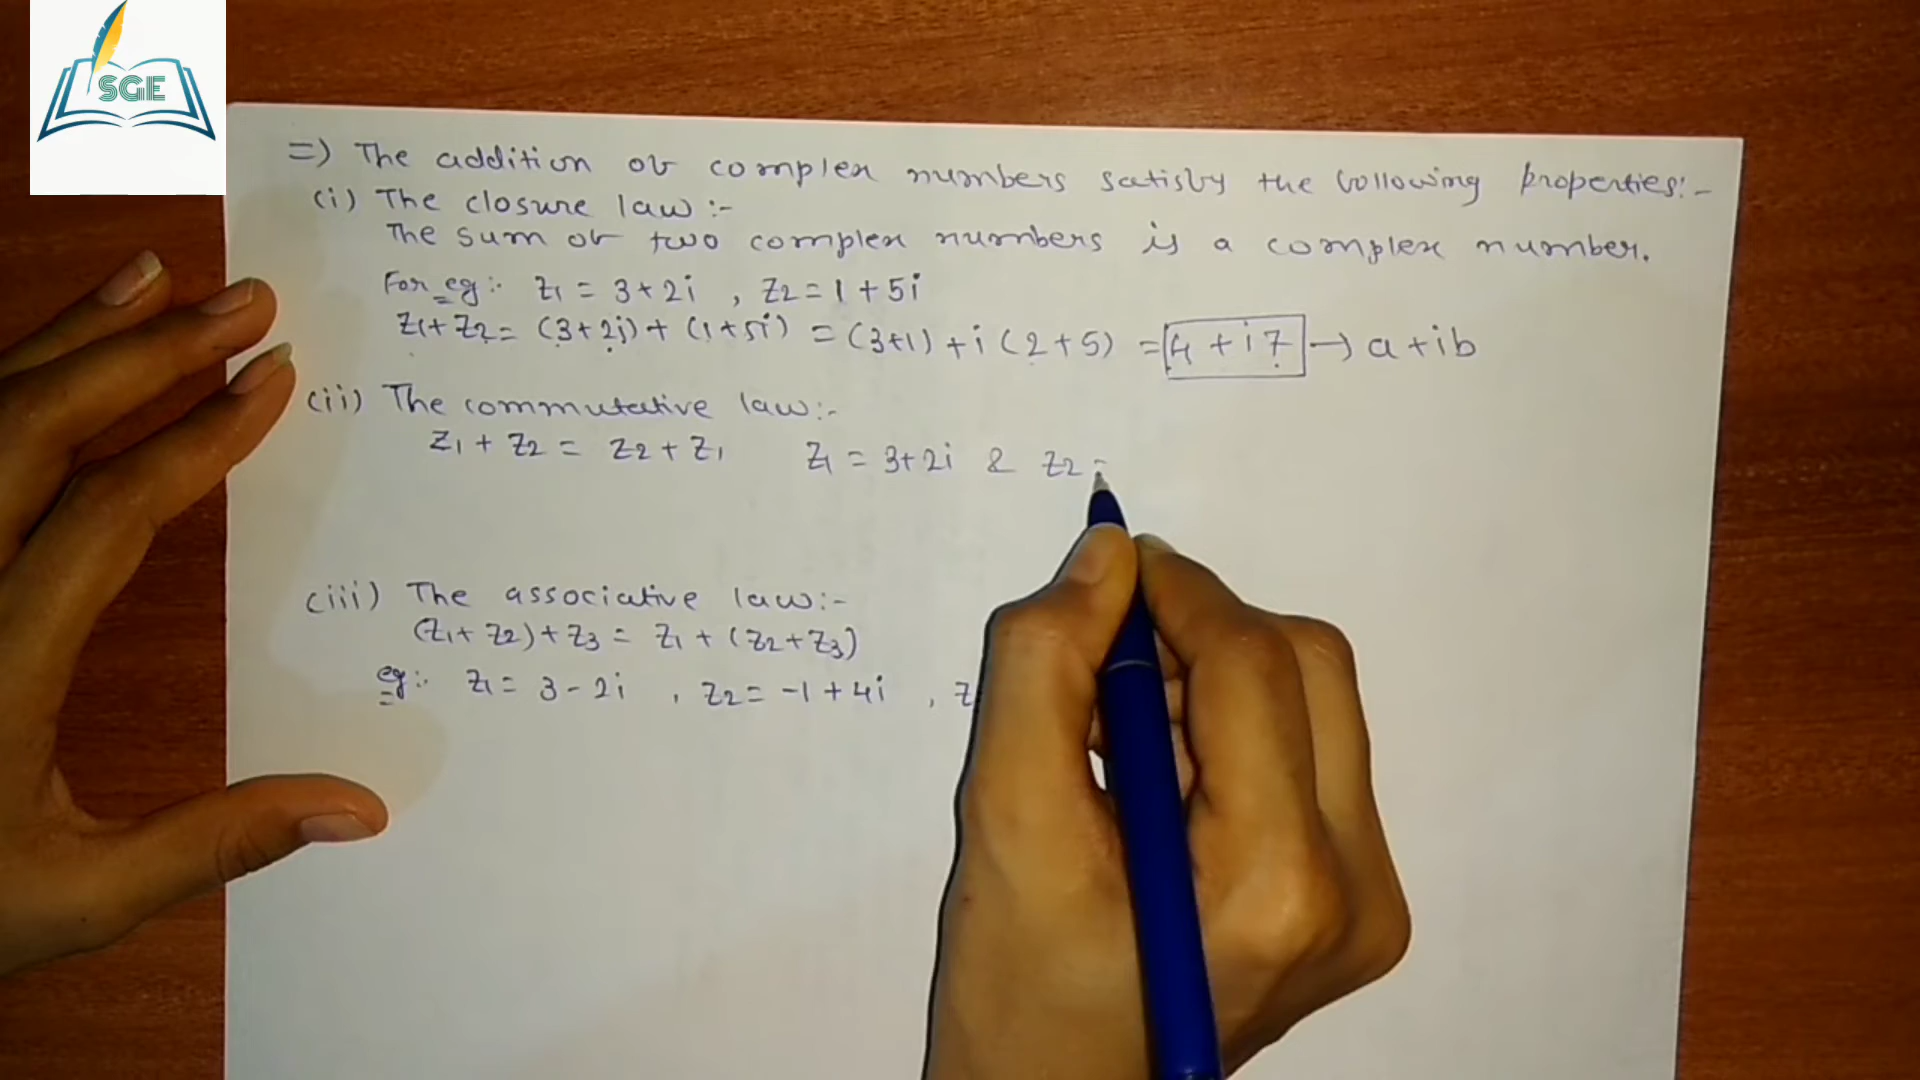 SGE
=> The addition of complex numbers satisfy the following properties:-
(i) The closure law :-
The sum of two complex numbers is a complex number.
For eg:- Z1 = 3+2i , Z2 = 1+5i
Z1+Z2 = (3+2i)+(1+5i) = (3+1)+i(2+5) = 4+i7 → a+ib
(ii) The commutative law:-
Z1+Z2 = Z2+Z1 Z1 = 3+2i & Z2 =
(iii) The associative law:-
(Z1+Z2)+Z3 = Z1+(Z2+Z3)
eg:- Z1 = 3-2i , Z2 = -1+4i , Z